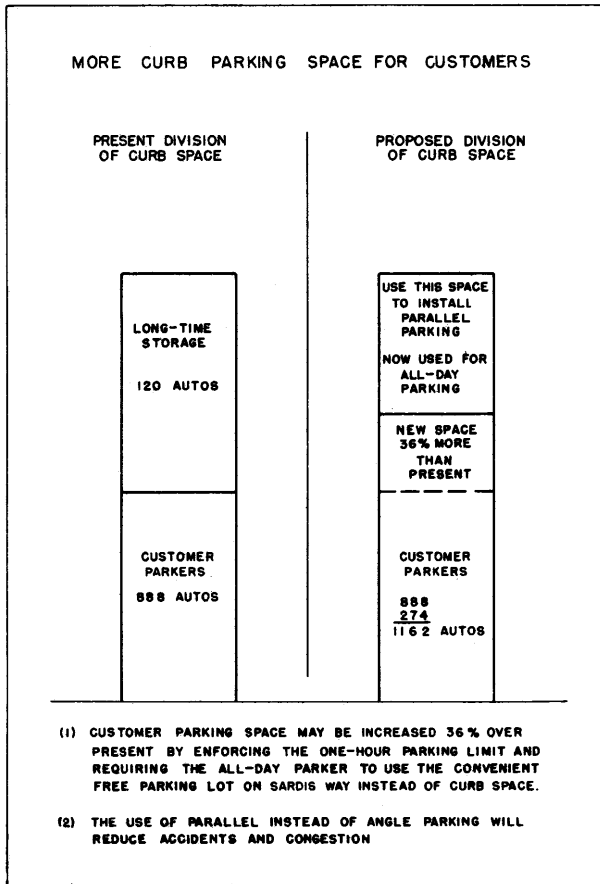 MORE CURB PARKING SPACE FOR CUSTOMERS
PRESENT DIVISION
OF CURB SPACE
LONG-TIME
STORAGE
120 AUTOS
CUSTOMER
PARKERS
888 AUTOS
PROPOSED DIVISION
OF CURB SPACE
USE THIS SPACE
TO INSTALL
PARALLEL
PARKING
NOW USED FOR
ALL-DAY
PARKING
NEW SPACE
36% MORE
THAN
PRESENT
CUSTOMER
PARKERS
888
274
1162 AUTOS
(1) CUSTOMER PARKING SPACE MAY BE INCREASED 36% OVER
PRESENT BY ENFORCING THE ONE-HOUR PARKING LIMIT AND
REQUIRING THE ALL-DAY PARKER TO USE THE CONVENIENT
FREE PARKING LOT ON SARDIS WAY INSTEAD OF CURB SPACE.
(2) THE USE OF PARALLEL INSTEAD OF ANGLE PARKING WILL
REDUCE ACCIDENTS AND CONGESTION